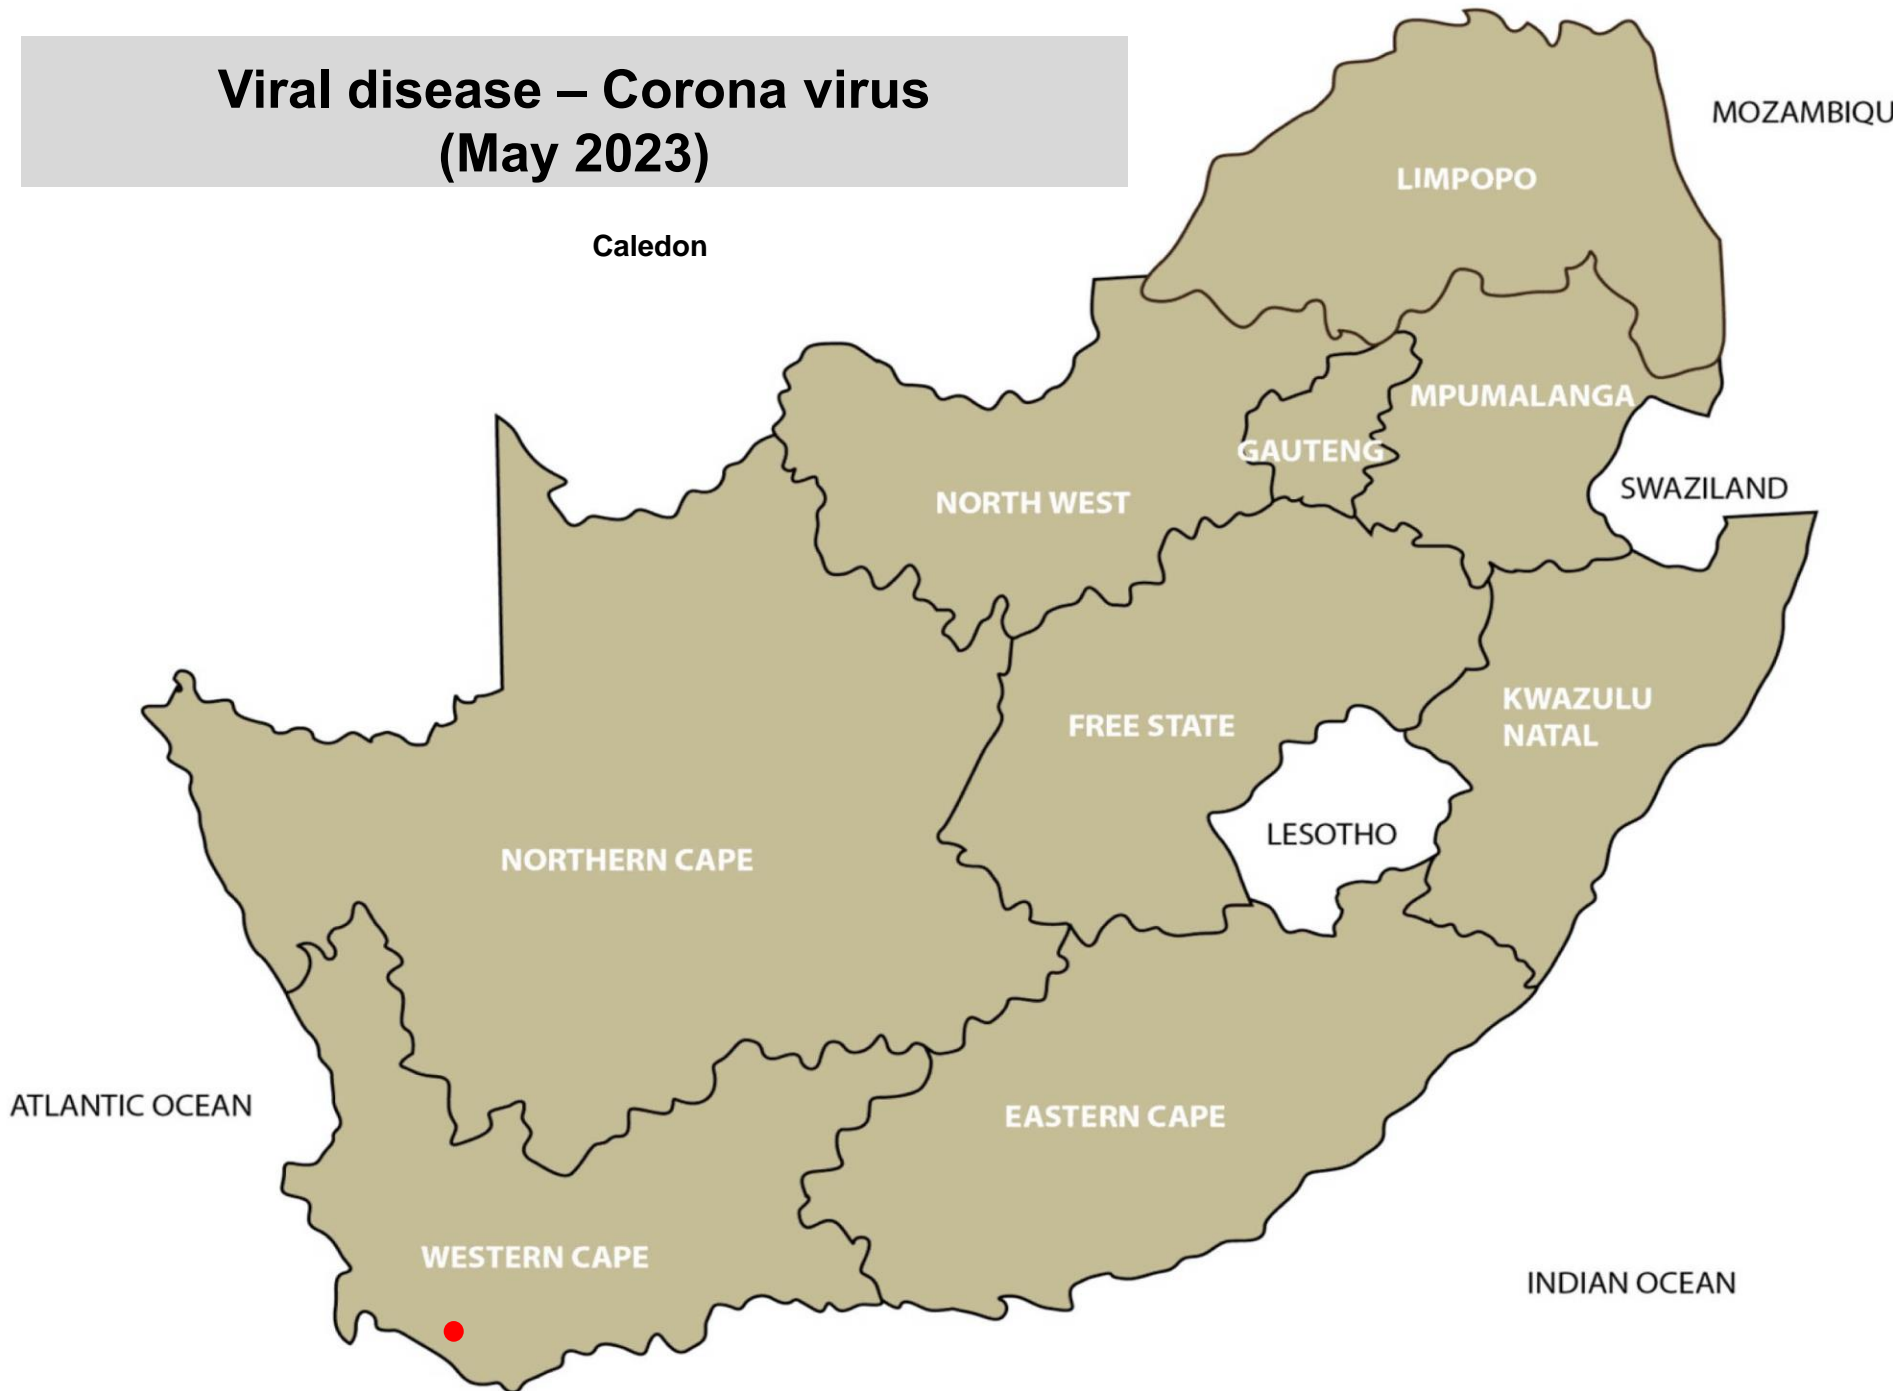 Viral disease – Corona virus
(May 2023)
Caledon
MOZAMBIQU
LIMPOPO
MPUMALANGA
GAUTENG
SWAZILAND
NORTH WEST
KWAZULU
NATAL
FREE STATE
LESOTHO
NORTHERN CAPE
ATLANTIC OCEAN
EASTERN CAPE
WESTERN CAPE
INDIAN OCEAN